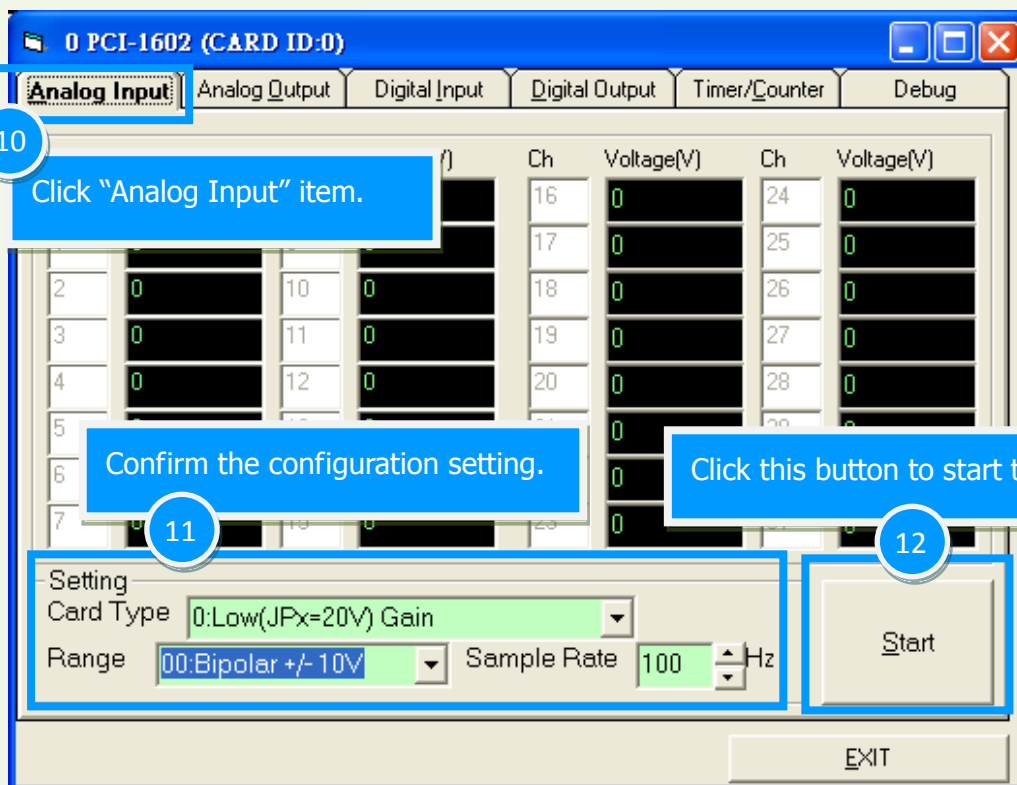 0 PCI-1602 (CARD ID:0)
Analog Input Analog Output Digital Input Digital Output Timer/Counter Debug
10
Click “Analog Input” item.
Ch Voltage(V) Ch Voltage(V)
16 0 24 0
17 0 25 0
2 0 10 0 18 0 26 0
3 0 11 0 19 0 27 0
4 0 12 0 20 0 28 0
5 0
6 0
7 0
Confirm the configuration setting.
11
Click this button to start
12
Setting
Card Type 0:Low(JPx=20V) Gain
Range 00:Bipolar +/- 10V Sample Rate 100 Hz
Start
EXIT